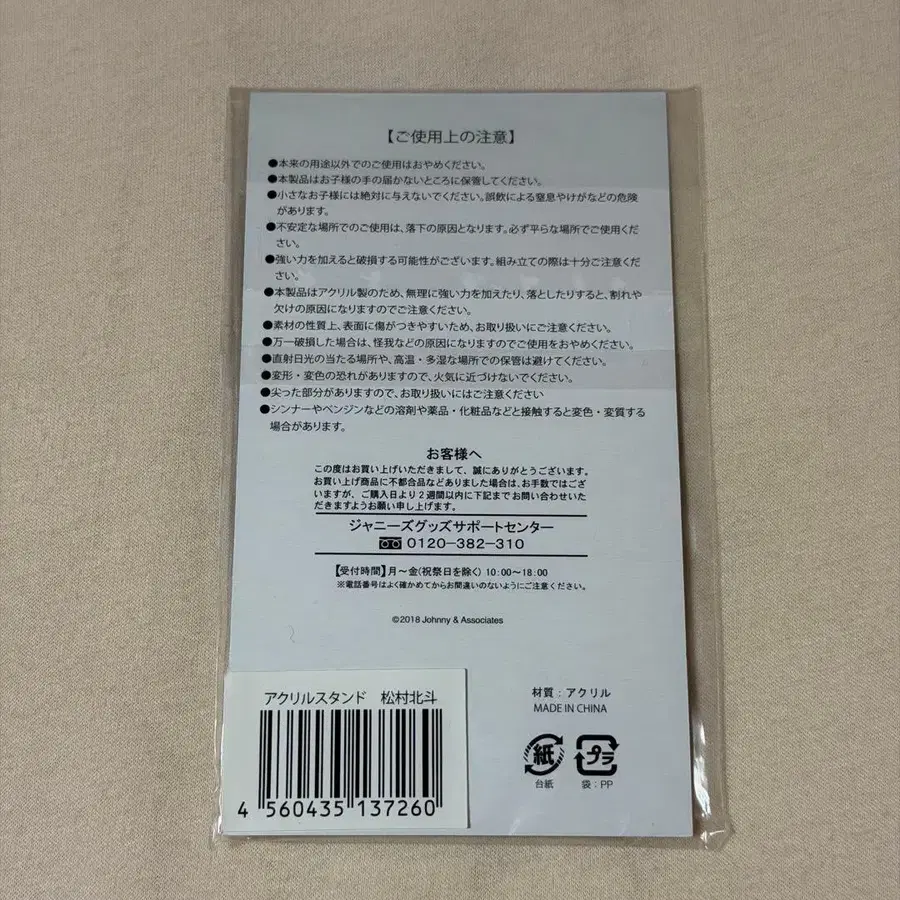 【ご使用上の注意】
●本来の用途以外でのご使用はおやめください。
●本製品はお子様の手の届かないところに保管してください。
●小さなお子様には絶対に与えないでください。誤飲による窒息やけがなどの危険
があります。
●不安定な場所でのご使用は、落下の原因となります。必ず平らな場所でご使用くだ
さい。
●強い力を加えると破損する可能性がございます。組み立ての際は十分ご注意くだ
さい。
●本製品はアクリル製のため、無理に強い力を加えたり、落としたりすると、割れや
欠けの原因になりますのでご注意ください。
●素材の性質上、表面に傷がつきやすいため、お取り扱いにご注意ください。
●万一破損した場合は、怪我などの原因になりますのでご使用をおやめください。
●直射日光の当たる場所や、高温・多湿な場所での保管は避けてください。
●変形・変色の恐れがありますので、火気に近づけないでください。
●尖った部分がありますので、お取り扱いにはご注意ください
●シンナーやベンジンなどの溶剤や薬品・化粧品などと接触すると変色・変質する
場合があります。
お客様へ
この度はお買い上げいただきまして、誠にありがとうございます。
お買い上げ商品に不都合品などありました場合は、お手数ではござ
いますが、ご購入日より2週間以内に下記までお問い合わせいた
だきますようお願い申し上げます。
ジャニーズグッズサポートセンター
0120-382-310
【受付時間】月〜金(祝祭日を除く) 10:00〜18:00
※電話番号はよく確かめてからお間違いのないようにご注意ください。
©2018 Johnny & Associates
アクリルスタンド 松村北斗
4 560435 137260
材質：アクリル
MADE IN CHINA
紙
プラ
台紙
袋：PP